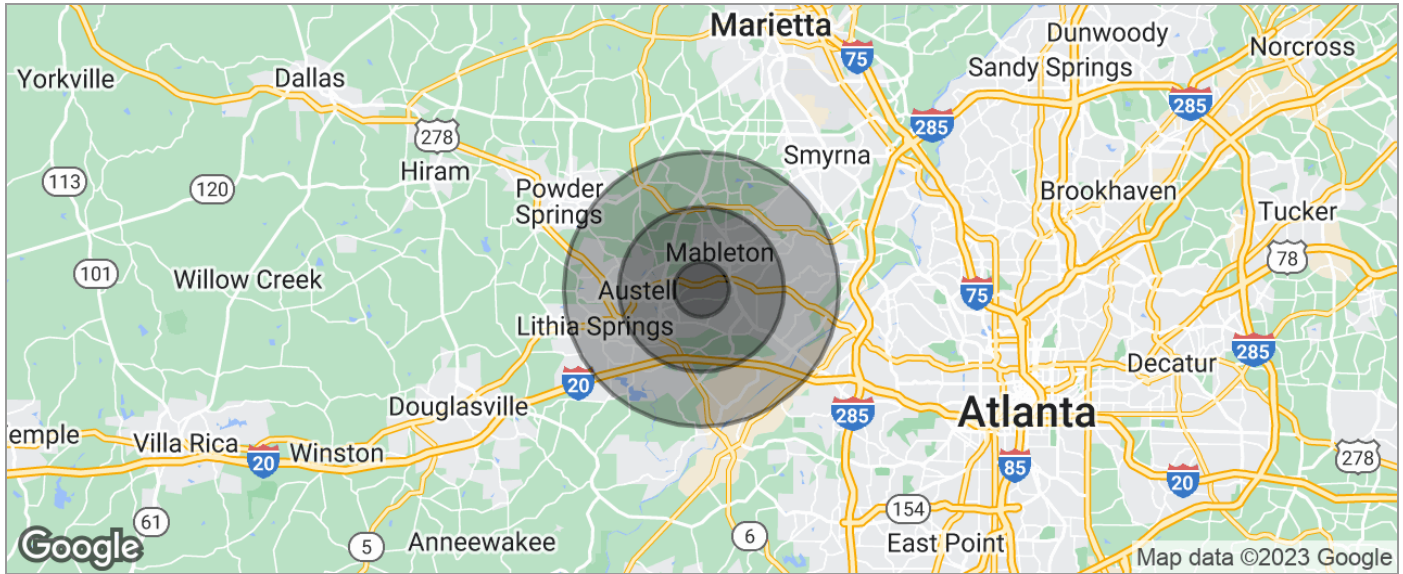 Marietta
Dunwoody
Norcross
Yorkville
Dallas
75
Sandy Springs
285
285
278
Smyrna
Hiram
113
120
Powder
Springs
Brookhaven
Tucker
Mableton
78
101
Willow Creek
Austell
75
Lithia Springs
285
Decatur
20
Douglasville
285
Atlanta
emple
Villa Rica
20
Winston
278
85
20
61
154
5
Anneewakee
6
East Point
Google
Map data ©2023 Google